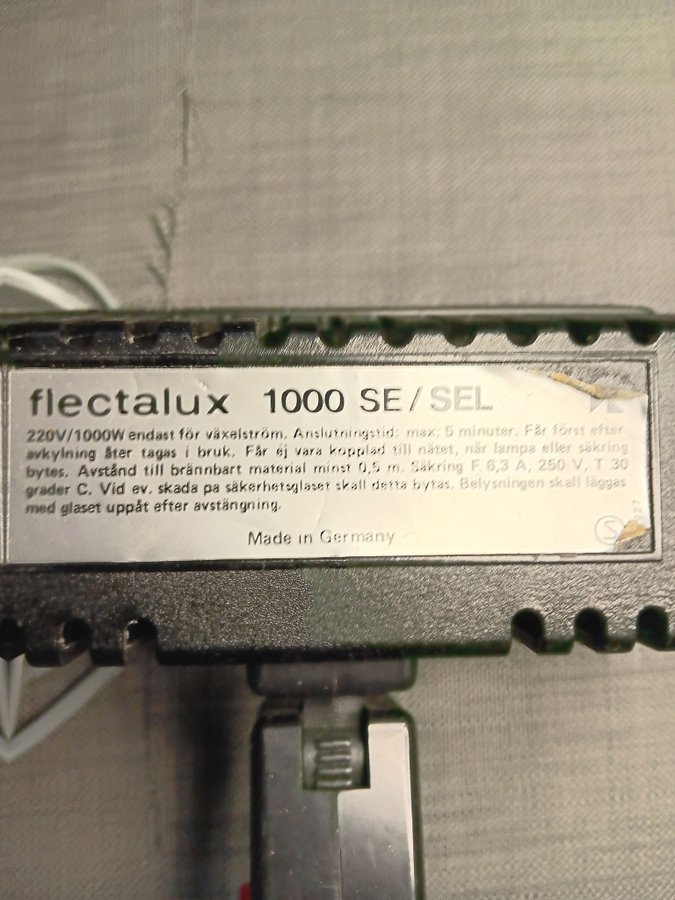 flectalux 1000 SE / SEL
220V/1000W endast för växelström. Anslutningstid: max. 5 minuter. Får först efter
avkylning åter tagas i bruk. Får ej vara kopplad till nätet, när lampa eller säkring
bytes. Avstånd till brännbart material minst 0,5 m. Säkring F 6,3 A, 250 V, T 30
grader C. Vid ev. skada pa säkerhetsglaset skall detta bytas. Belysningen skall läggas
med glaset uppåt efter avstängning.
Made in Germany
S